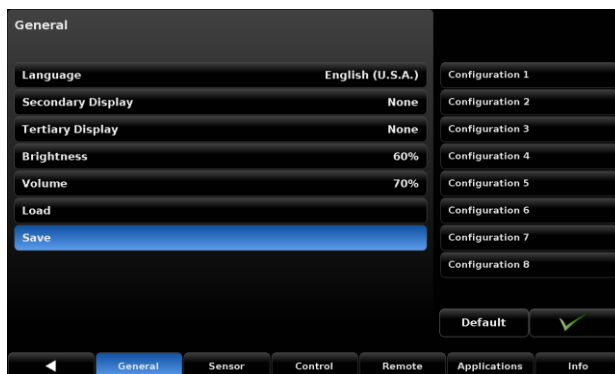 General
Language English (U.S.A.)
Secondary Display None
Tertiary Display None
Brightness 60%
Volume 70%
Load
Save
Configuration 1
Configuration 2
Configuration 3
Configuration 4
Configuration 5
Configuration 6
Configuration 7
Configuration 8
Default
General Sensor Control Remote Applications Info